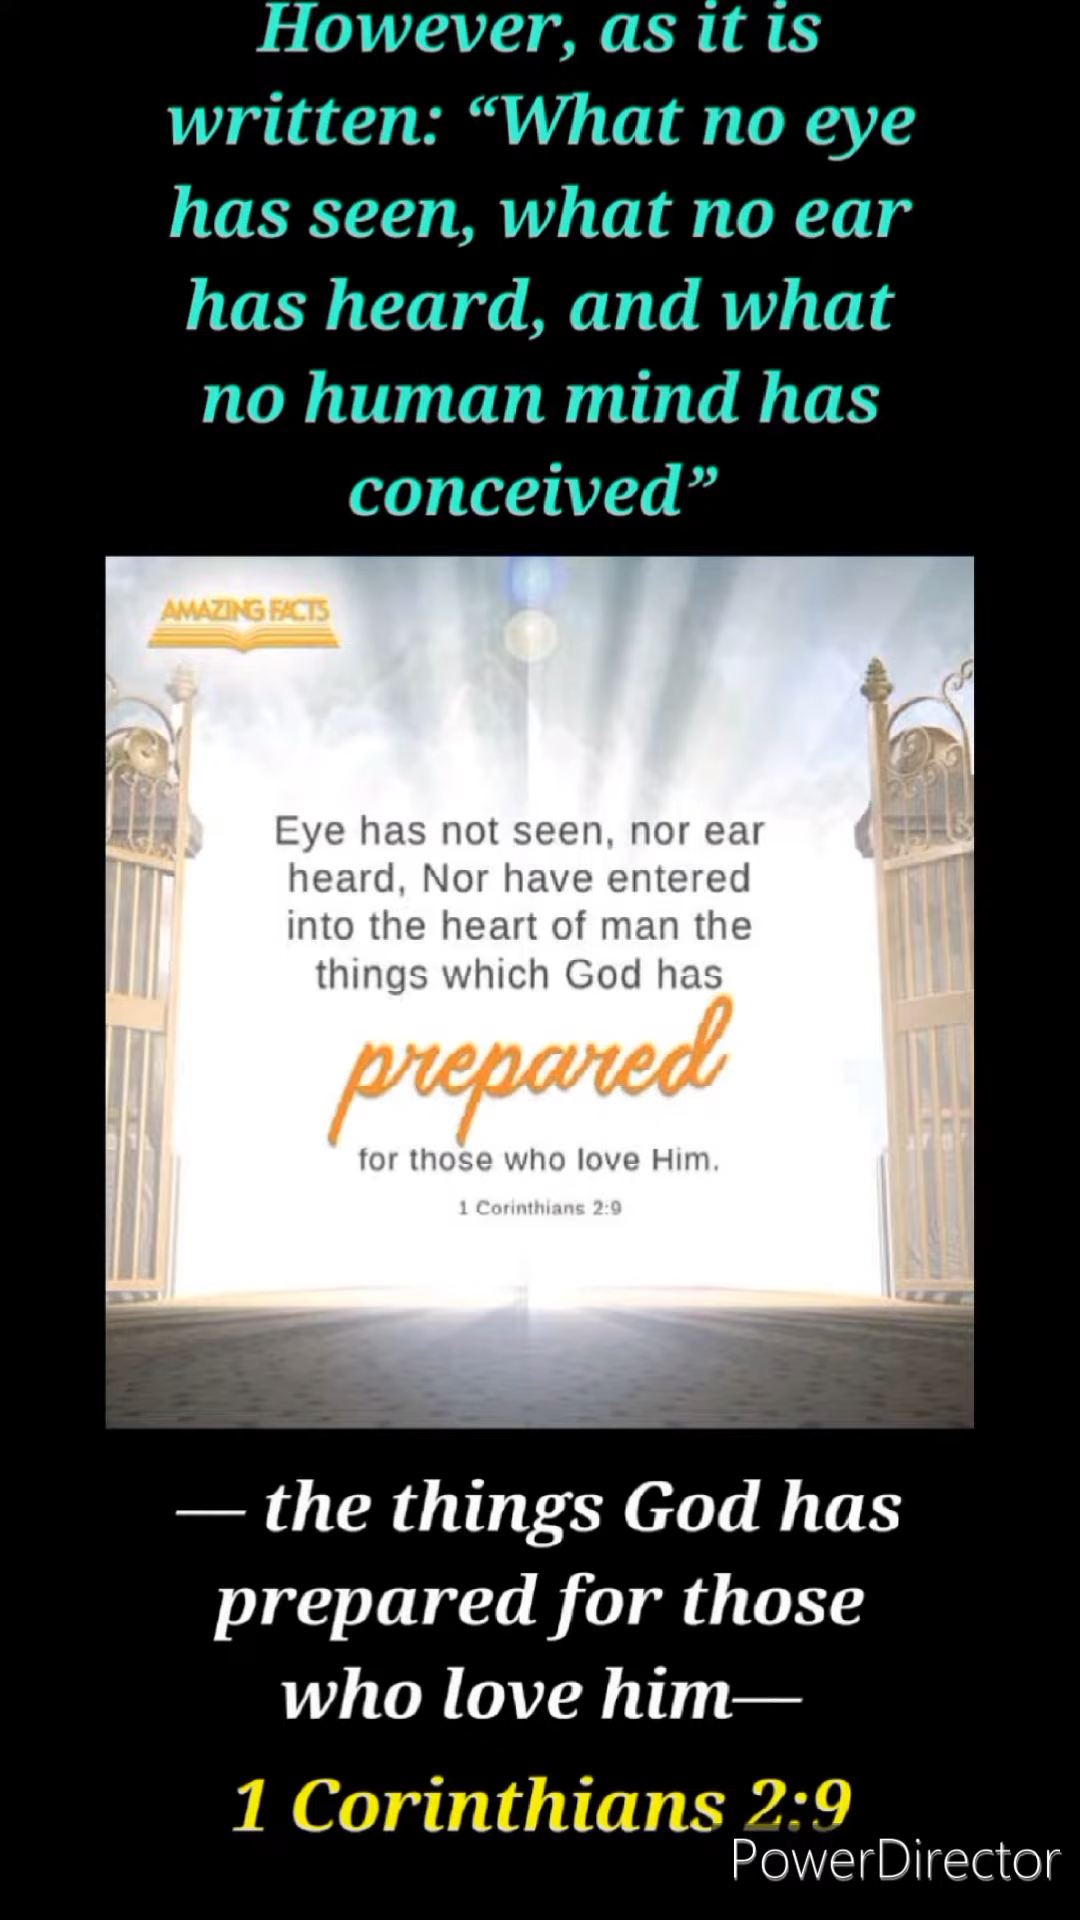 However, as it is
written: “What no eye
has seen, what no ear
has heard, and what
no human mind has
conceived”
AMAZING FACTS
Eye has not seen, nor ear
heard, Nor have entered
into the heart of man the
things which God has
prepared
for those who love Him.
1 Corinthians 2:9
— the things God has
prepared for those
who love him—
1 Corinthians 2:9
PowerDirector